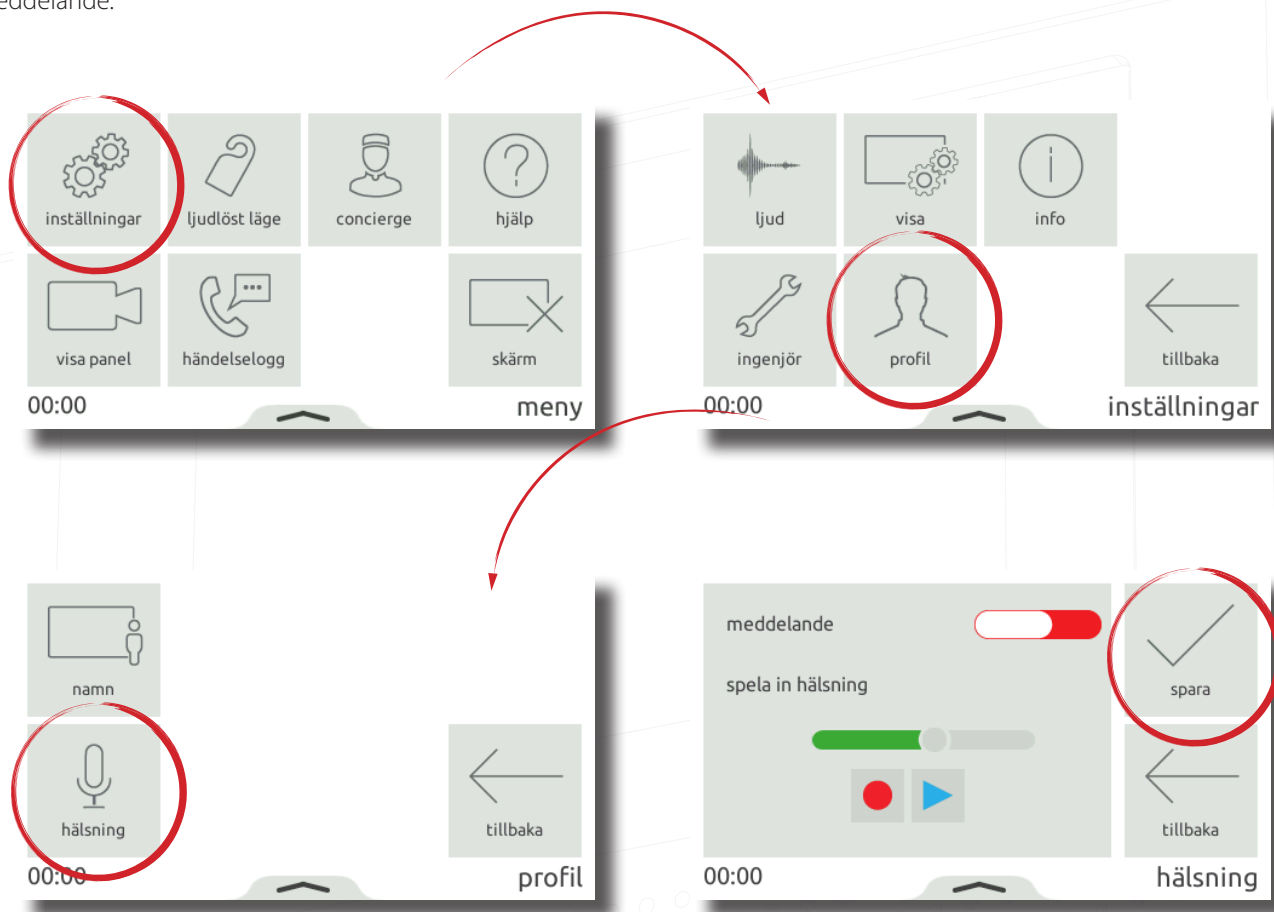 eddelande.
inställningar ljudlöst läge concierge hjälp
visa panel händelselogg skärm
00:00 meny
ljud visa info
ingenjör profil tillbaka
00:00 inställningar
namn
hälsning tillbaka
00:00 profil
meddelande
spela in hälsning
spara
tillbaka
00:00 hälsning